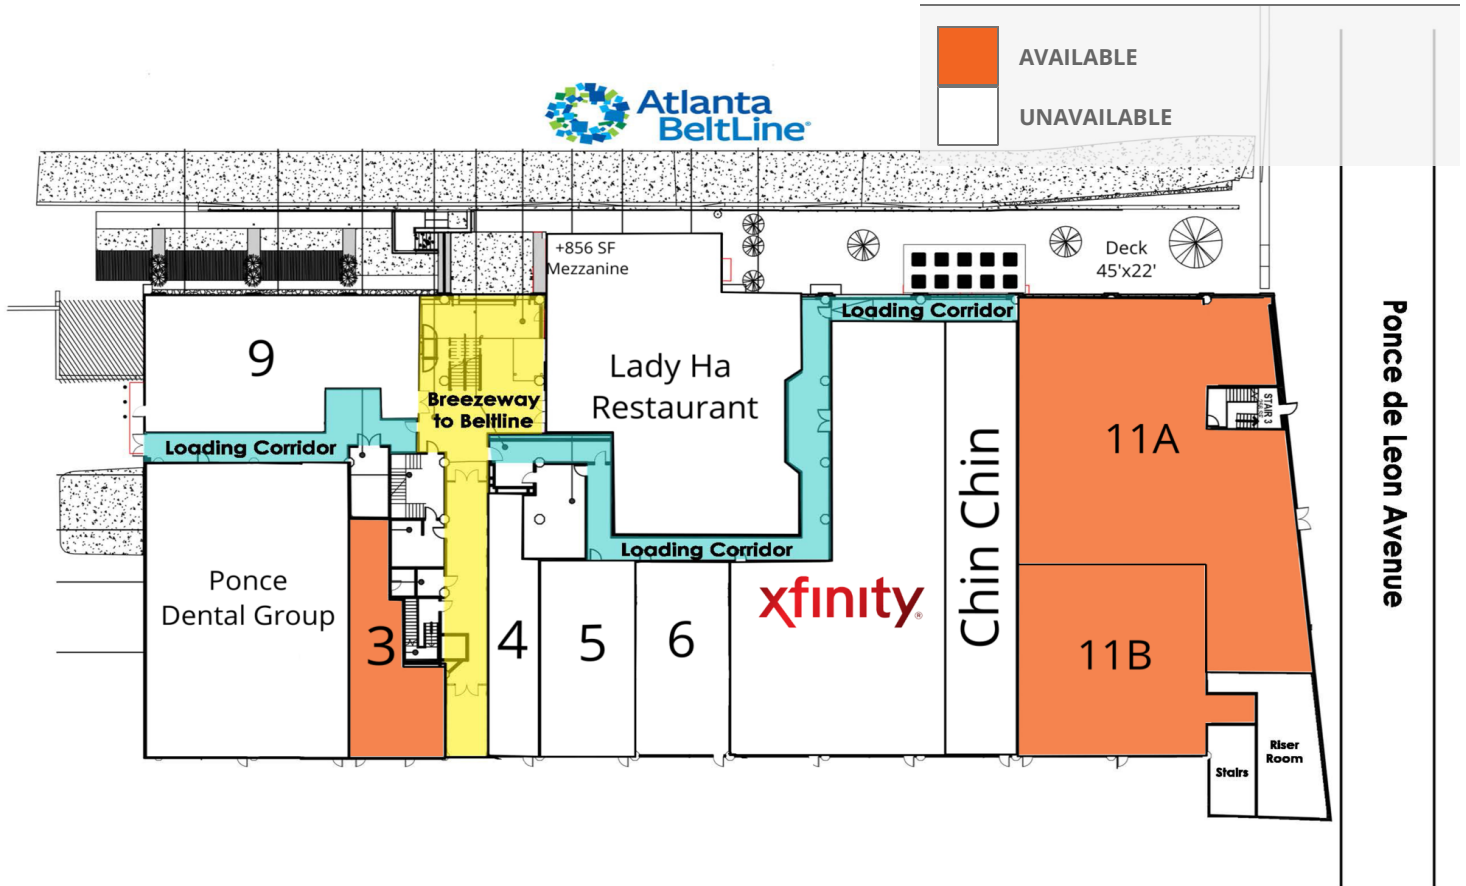 AVAILABLE
UNAVAILABLE
Atlanta
BeltLine
+856 SF
Mezzanine
Deck
45'x22'
Loading Corridor
9
Lady Ha
Restaurant
Breezeway
to Beltline
Loading Corridor
STAIR 3
11A
Chin Chin
Ponce de Leon Avenue
Loading Corridor
Ponce
Dental Group
3
4
5
6
xfinity
11B
Riser
Room
Stairs